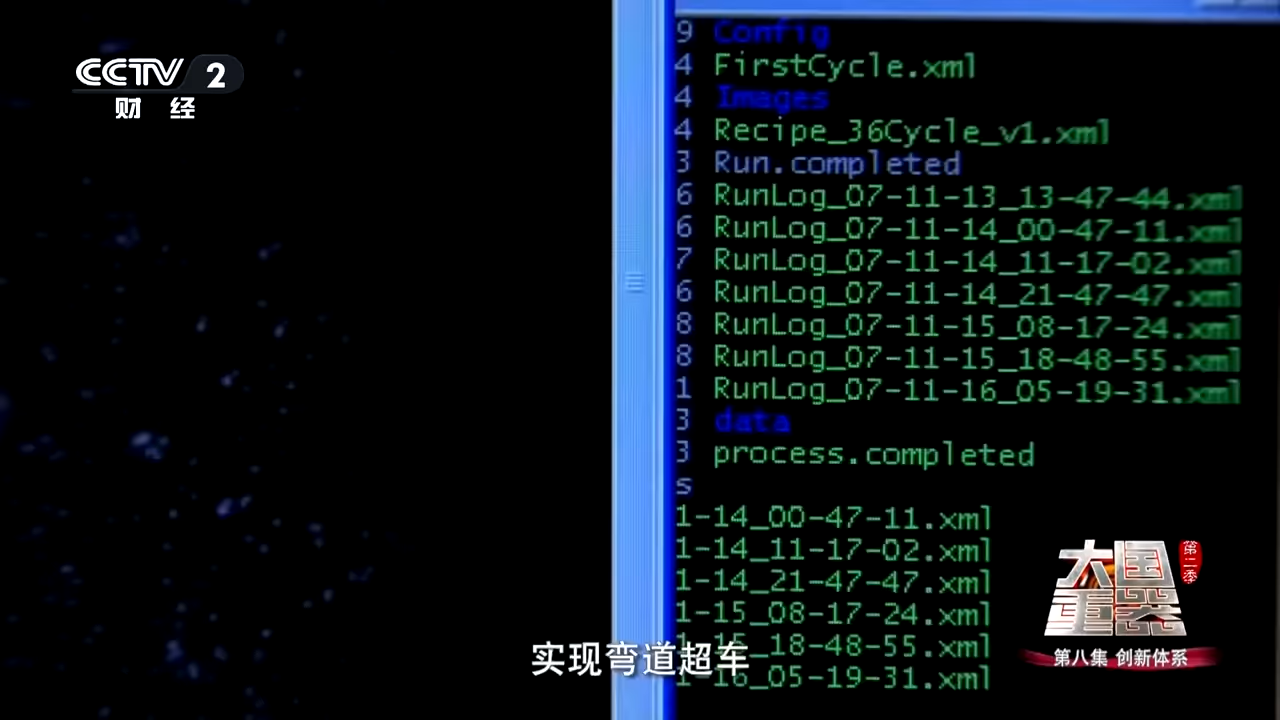 CCTV 2
财经
9 Config
4 FirstCycle.xml
4 Images
4 Recipe_36Cycle_v1.xml
3 Run.completed
6 RunLog_07-11-13_13-47-44.xml
6 RunLog_07-11-14_00-47-11.xml
7 RunLog_07-11-14_11-17-02.xml
6 RunLog_07-11-14_21-47-47.xml
8 RunLog_07-11-15_08-17-24.xml
8 RunLog_07-11-15_18-48-55.xml
1 RunLog_07-11-16_05-19-31.xml
3 data
3 process.completed
s
1-14_00-47-11.xml
1-14_11-17-02.xml
1-14_21-47-47.xml
1-15_08-17-24.xml
1-15_18-48-55.xml
1-16_05-19-31.xml
大国重器
第二季
第八集 创新体系
实现弯道超车